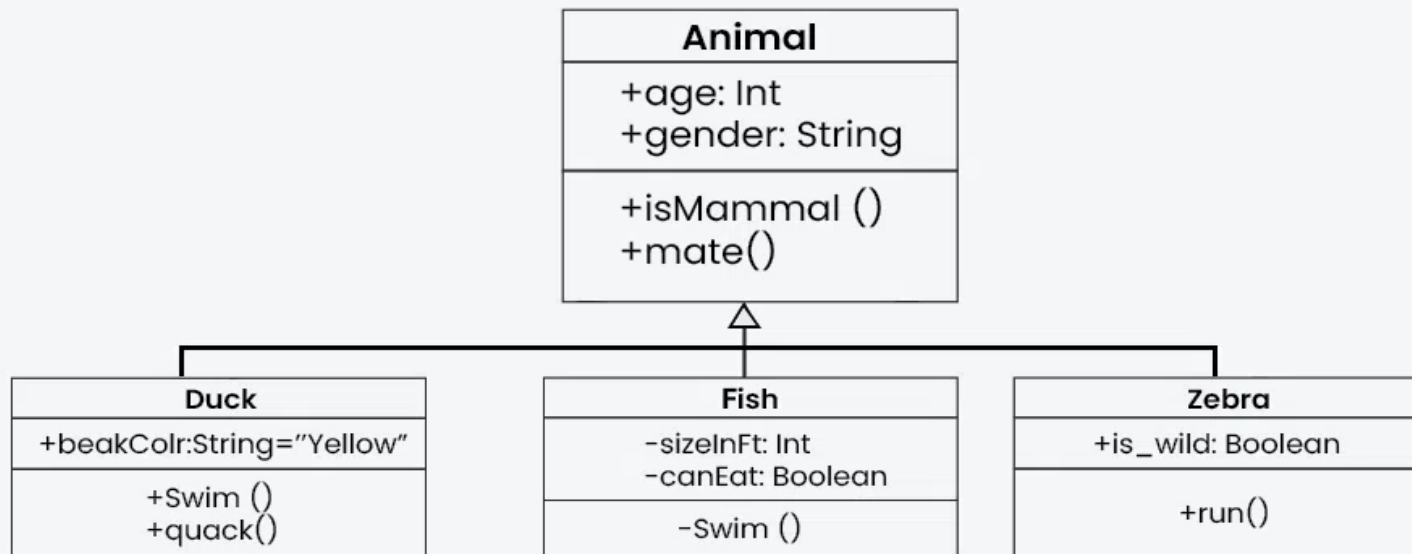 Animal
+age: Int
+gender: String
+isMammal ()
+mate()
Duck
+beakColr:String=”Yellow”
+Swim ()
+quack()
Fish
-sizeInFt: Int
-canEat: Boolean
-Swim ()
Zebra
+is_wild: Boolean
+run()